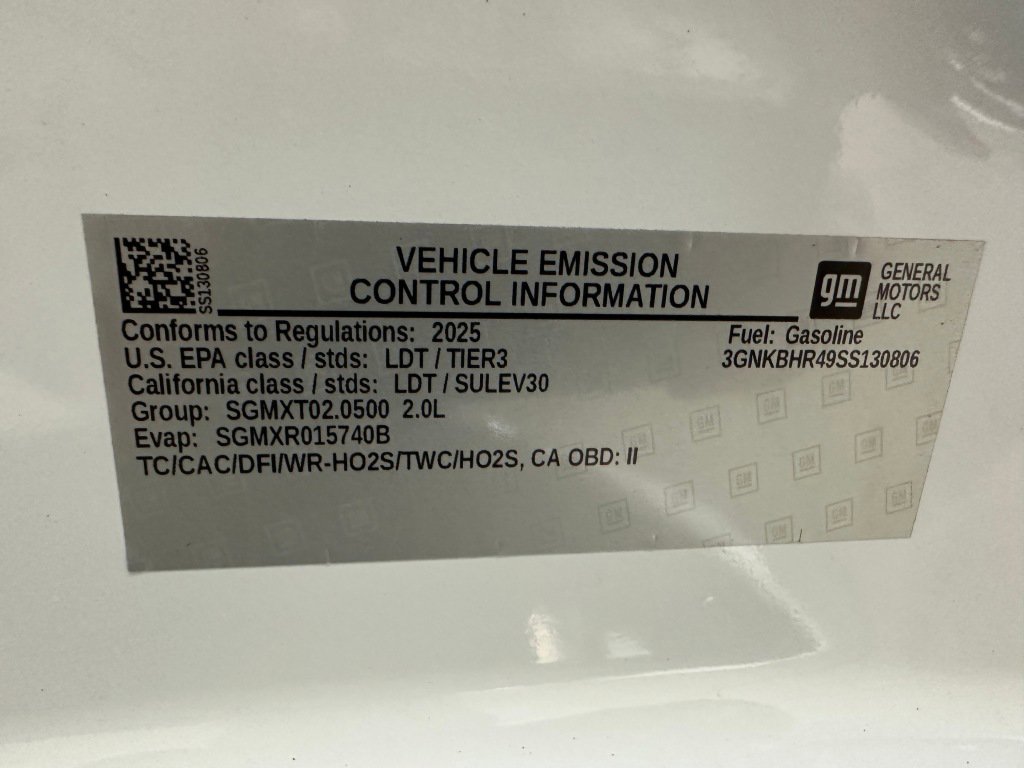 SS130806
VEHICLE EMISSION
CONTROL INFORMATION
gm
GENERAL
MOTORS
LLC
Conforms to Regulations: 2025
Fuel: Gasoline
U.S. EPA class / stds: LDT / TIER3
3GNKBHR49SS130806
California class / stds: LDT / SULEV30
Group: SGMXT02.0500 2.0L
Evap: SGMXR015740B
TC/CAC/DFI/WR-HO2S/TWC/HO2S, CA OBD: II